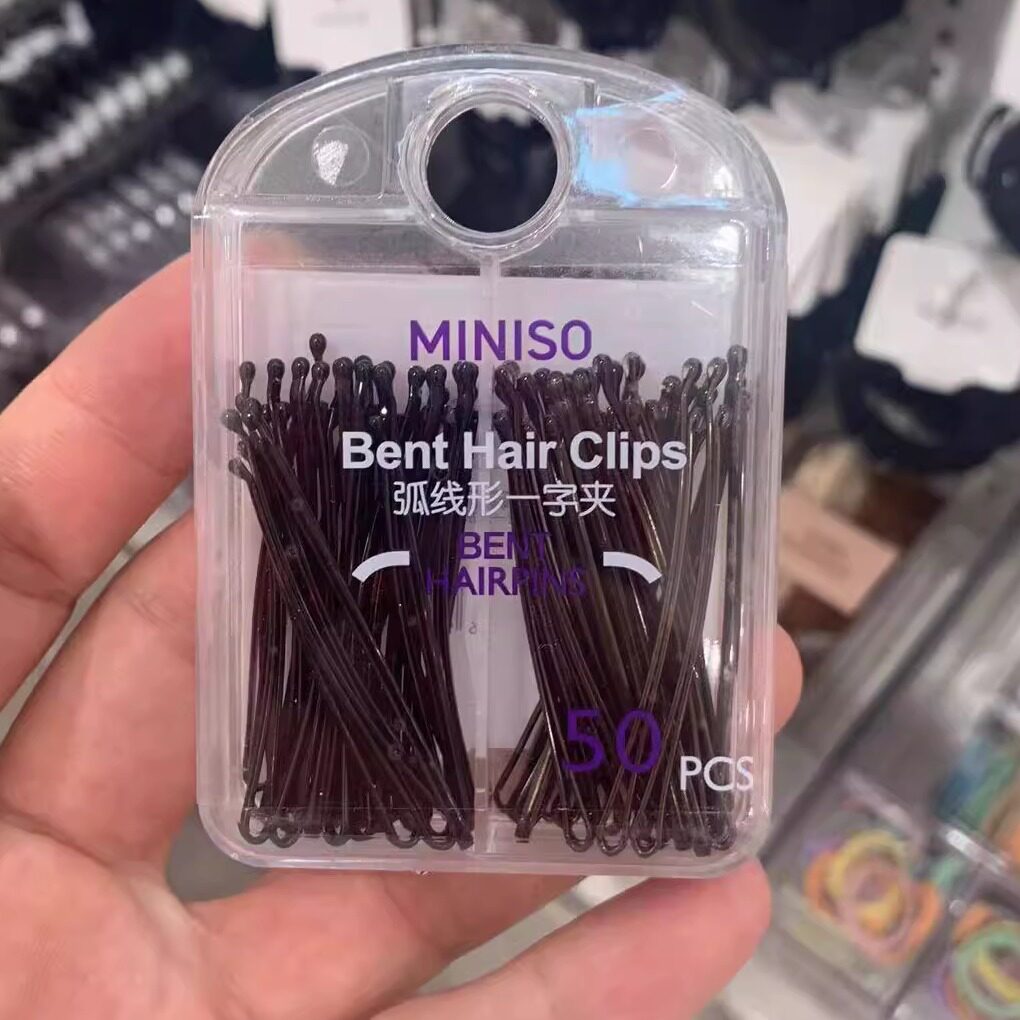 MINISO
Bent Hair Clips
弧线形一字夹
BENT
HAIRPINS
50 PCS